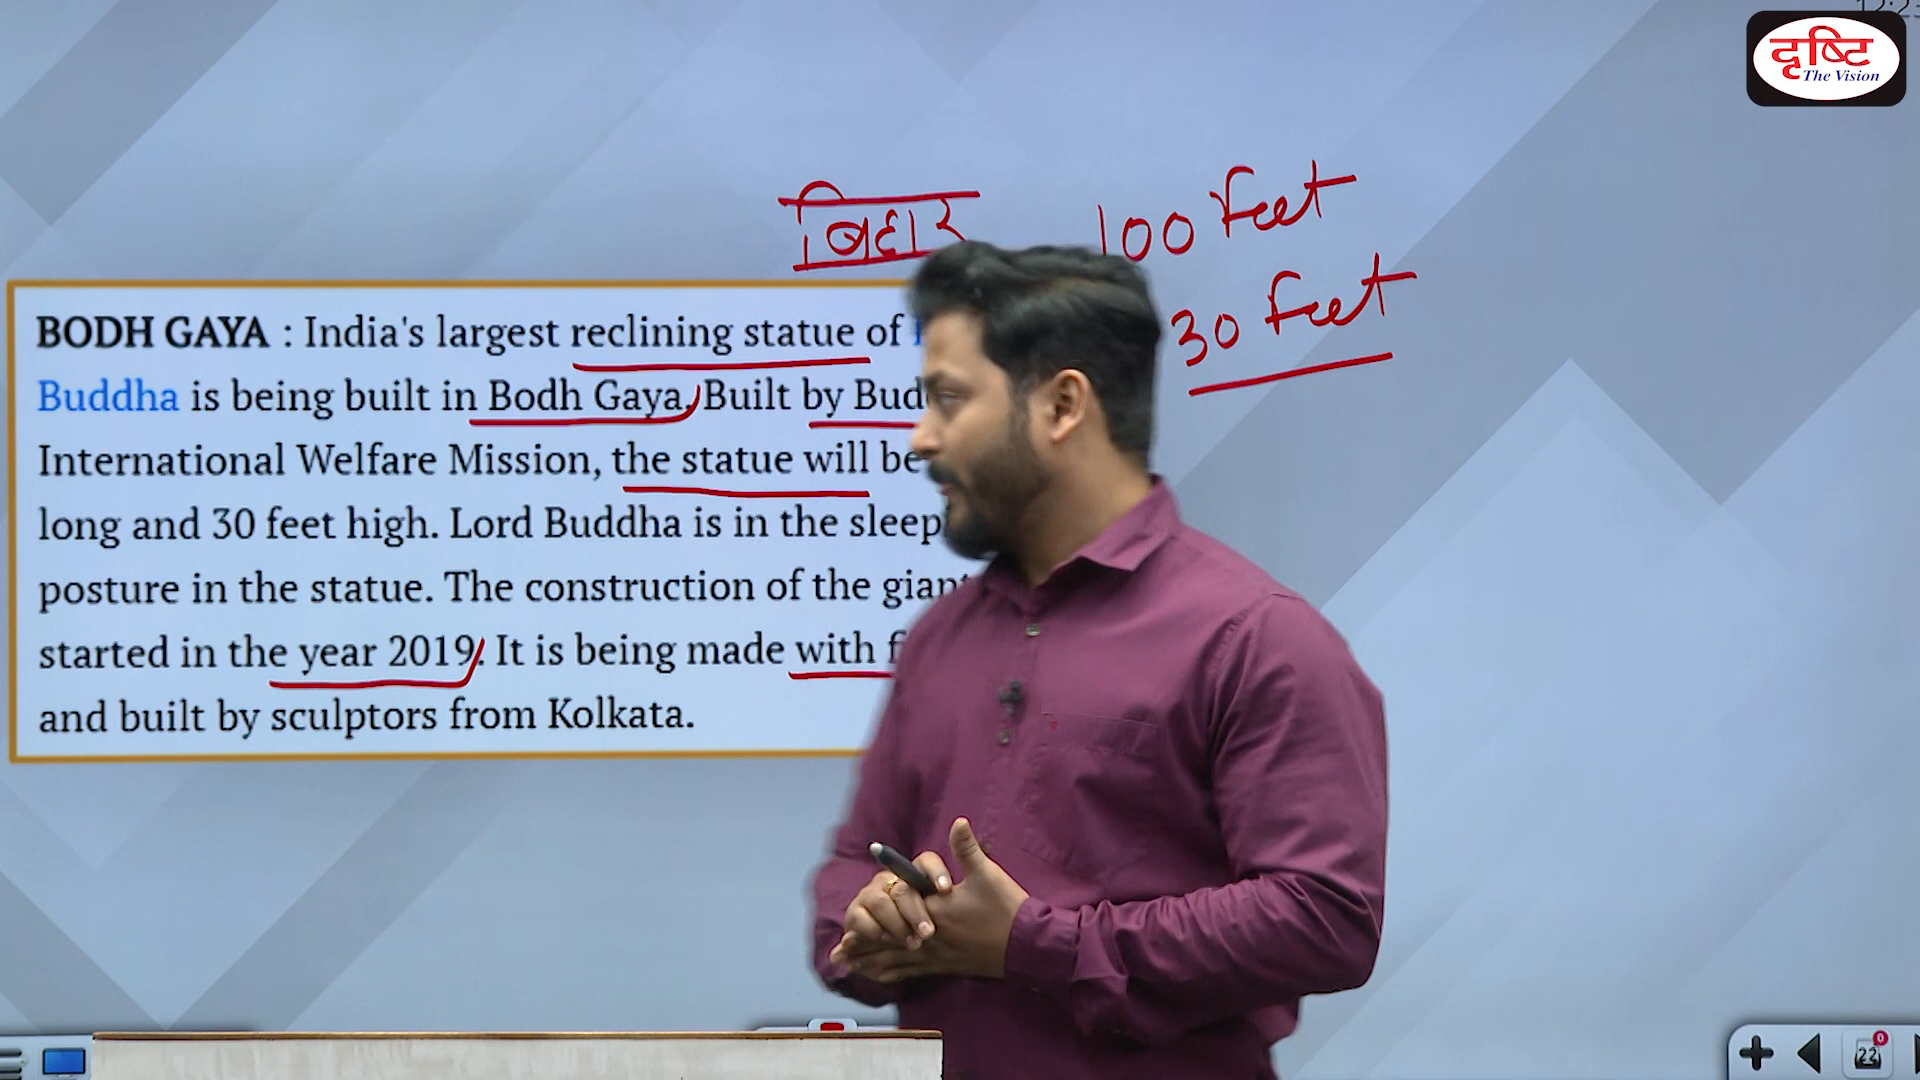 दृष्टि
The Vision
बिहार
100 Feet
30 Feet
BODH GAYA : India's largest reclining statue of
Buddha is being built in Bodh Gaya. Built by
International Welfare Mission, the statue will be
long and 30 feet high. Lord Buddha is in the
posture in the statue. The construction of the
started in the year 2019. It is being made with
and built by sculptors from Kolkata.
22
0